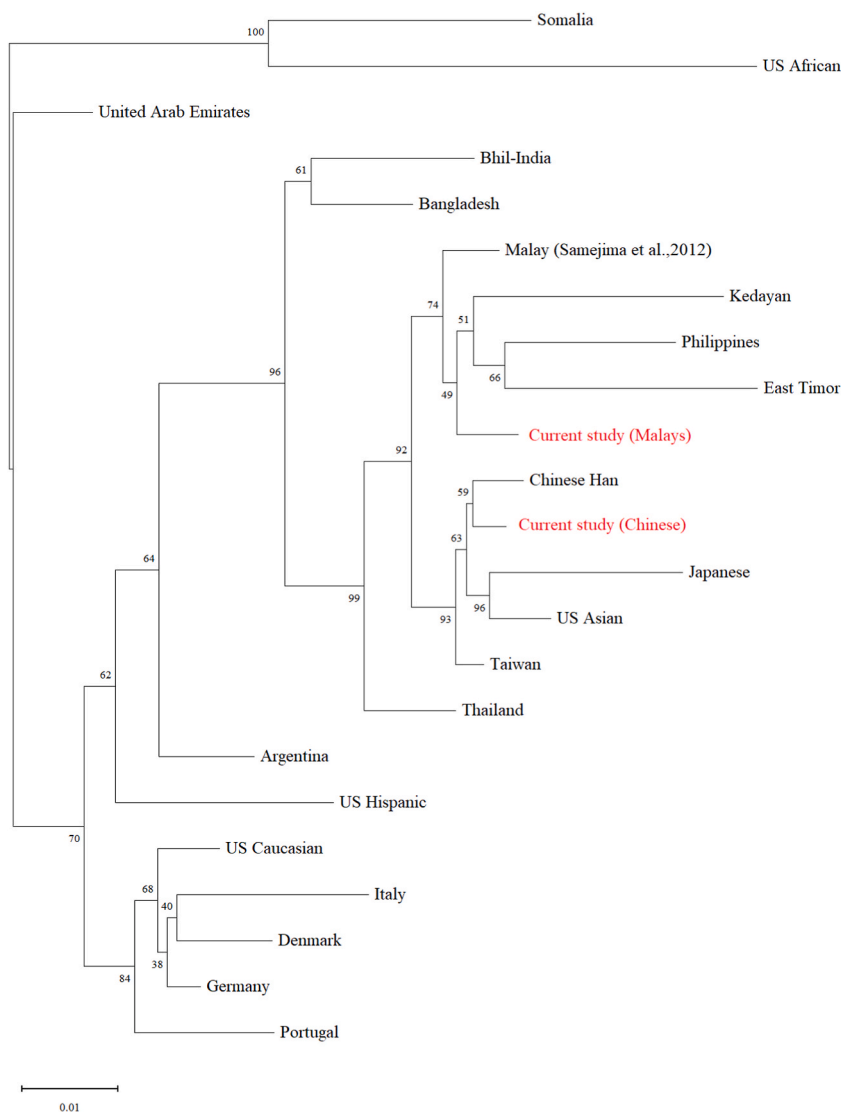 Somalia
100
US African
United Arab Emirates
Bhil-India
61
Bangladesh
Malay (Samejima et al.,2012)
Kedayan
74
51
Philippines
96
66
East Timor
49
Current study (Malays)
92
Chinese Han
59
Current study (Chinese)
63
64
Japanese
99
96
US Asian
93
Taiwan
62
Thailand
Argentina
US Hispanic
70
US Caucasian
68
Italy
40
Denmark
38
84
Germany
Portugal
0.01